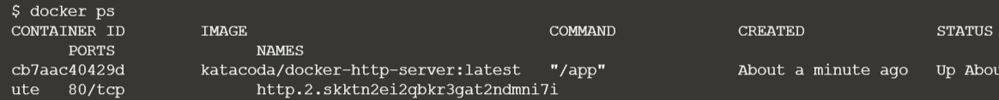 $ docker ps
CONTAINER ID IMAGE COMMAND CREATED STATUS
PORTS NAMES
cb7aac40429d katacoda/docker-http-server:latest "/app" About a minute ago Up Abou
ute 80/tcp http.2.skktn2ei2qbkr3gat2ndmni7i